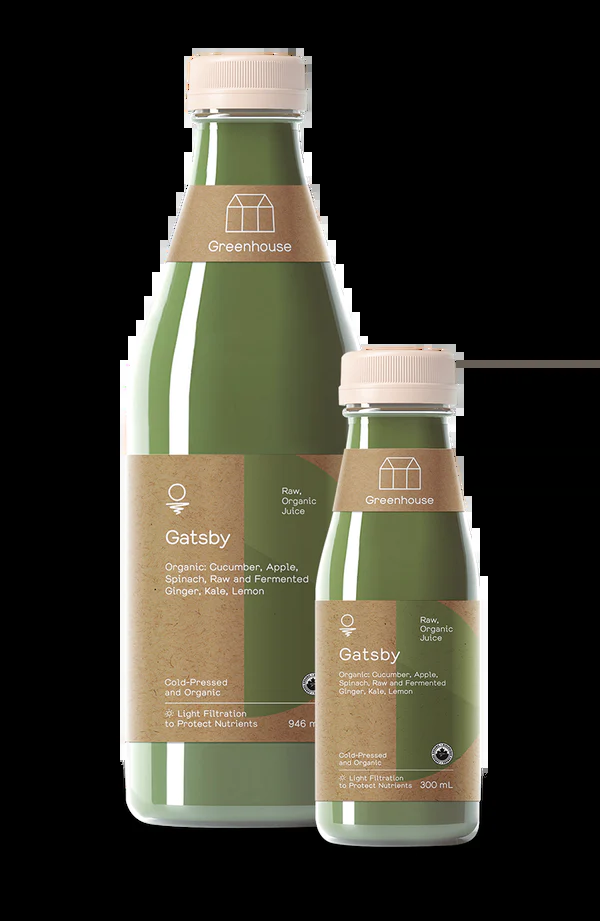 Greenhouse
Raw,
Organic
Juice
Gatsby
Organic: Cucumber, Apple,
Spinach, Raw and Fermented
Ginger, Kale, Lemon
Cold-Pressed
and Organic
Light Filtration
to Protect Nutrients
946 m
Greenhouse
Raw,
Organic
Juice
Gatsby
Organic: Cucumber, Apple,
Spinach, Raw and Fermented
Ginger, Kale, Lemon
Cold-Pressed
and Organic
Light Filtration
to Protect Nutrients
300 mL